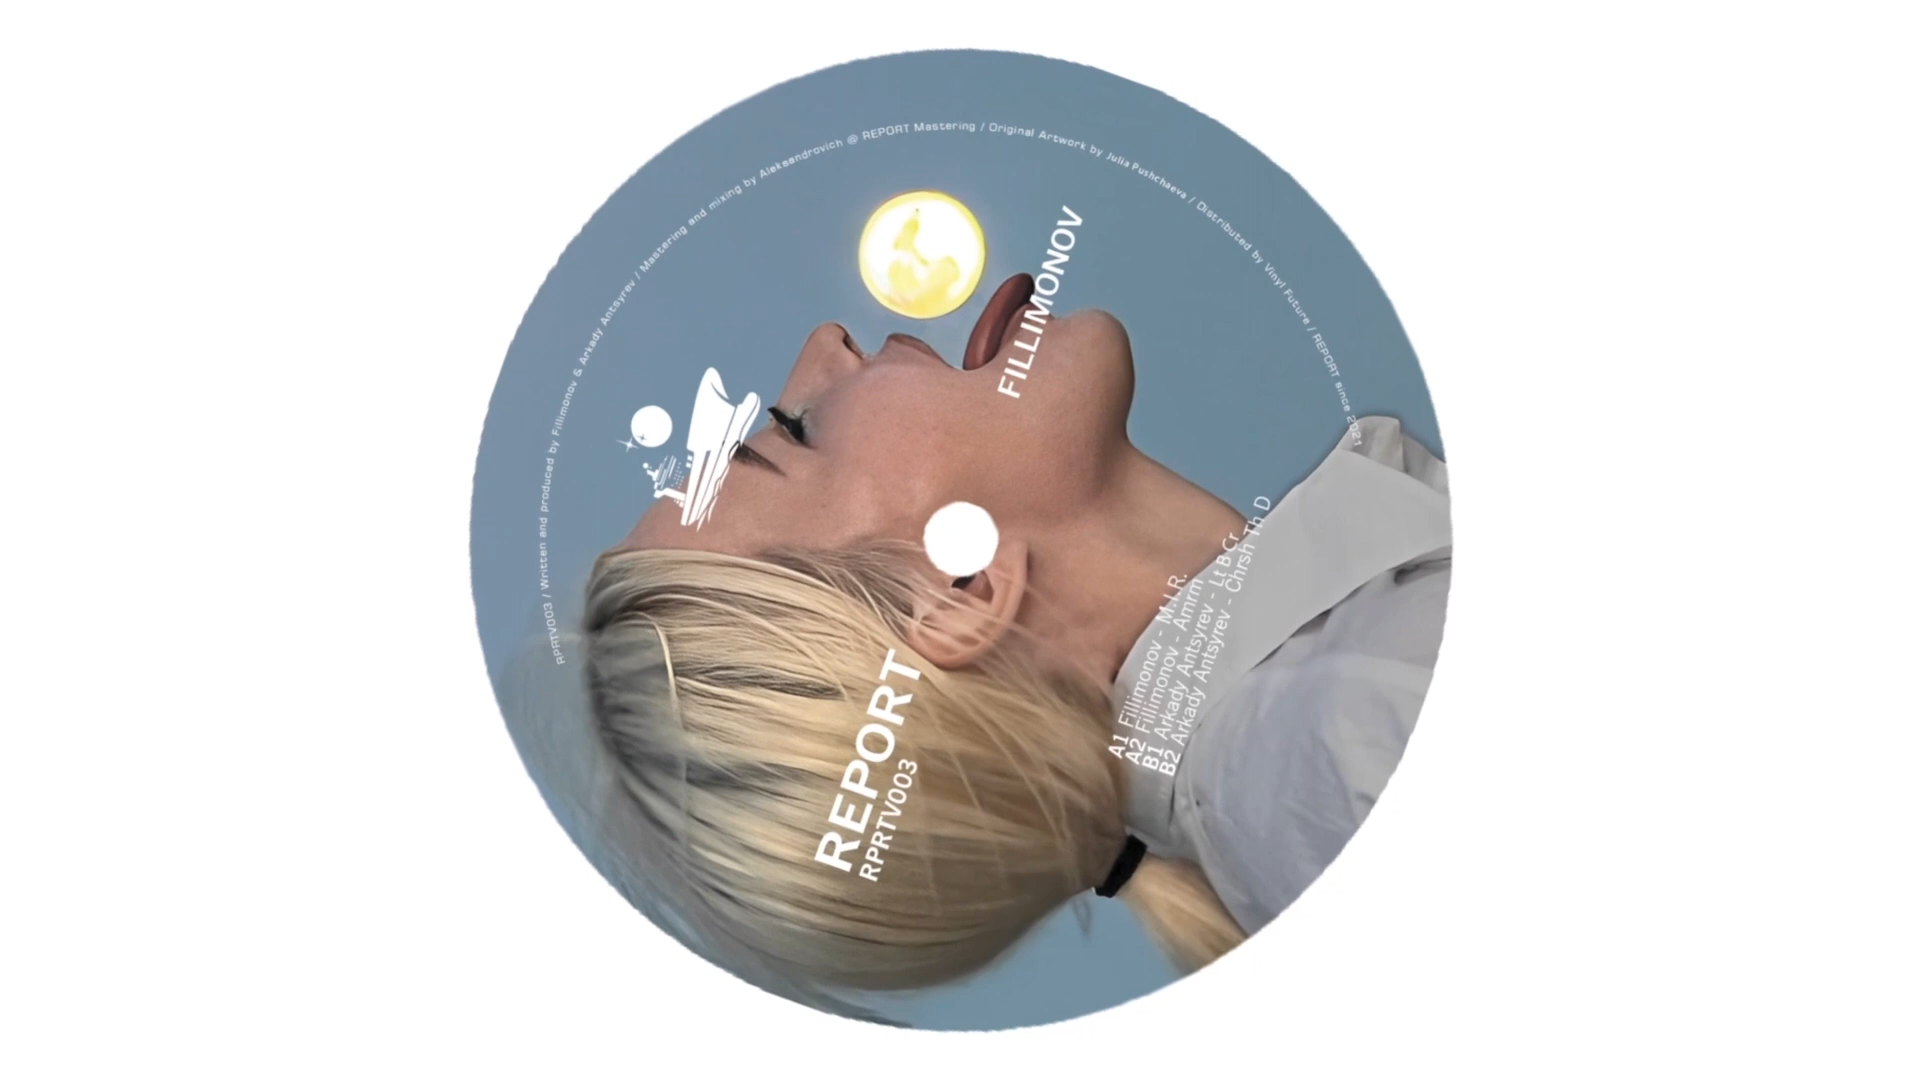 RPRTV003 / Written and produced by Fillimonov & Arkady Antsyrev / Mastering and mixing by Aleksandrovich @ REPORT Mastering / Original Artwork by Julia Pushchaeva / Distributed by Vinyl Future / REPORT since 2021
FILLIMONOV
REPORT
RPRTV003
A1 Fillimonov - M.I.R.
A2 Fillimonov - Amrm
B1 Arkady Antsyrev - Lt B Cr
B2 Arkady Antsyrev - Chrsh Th D